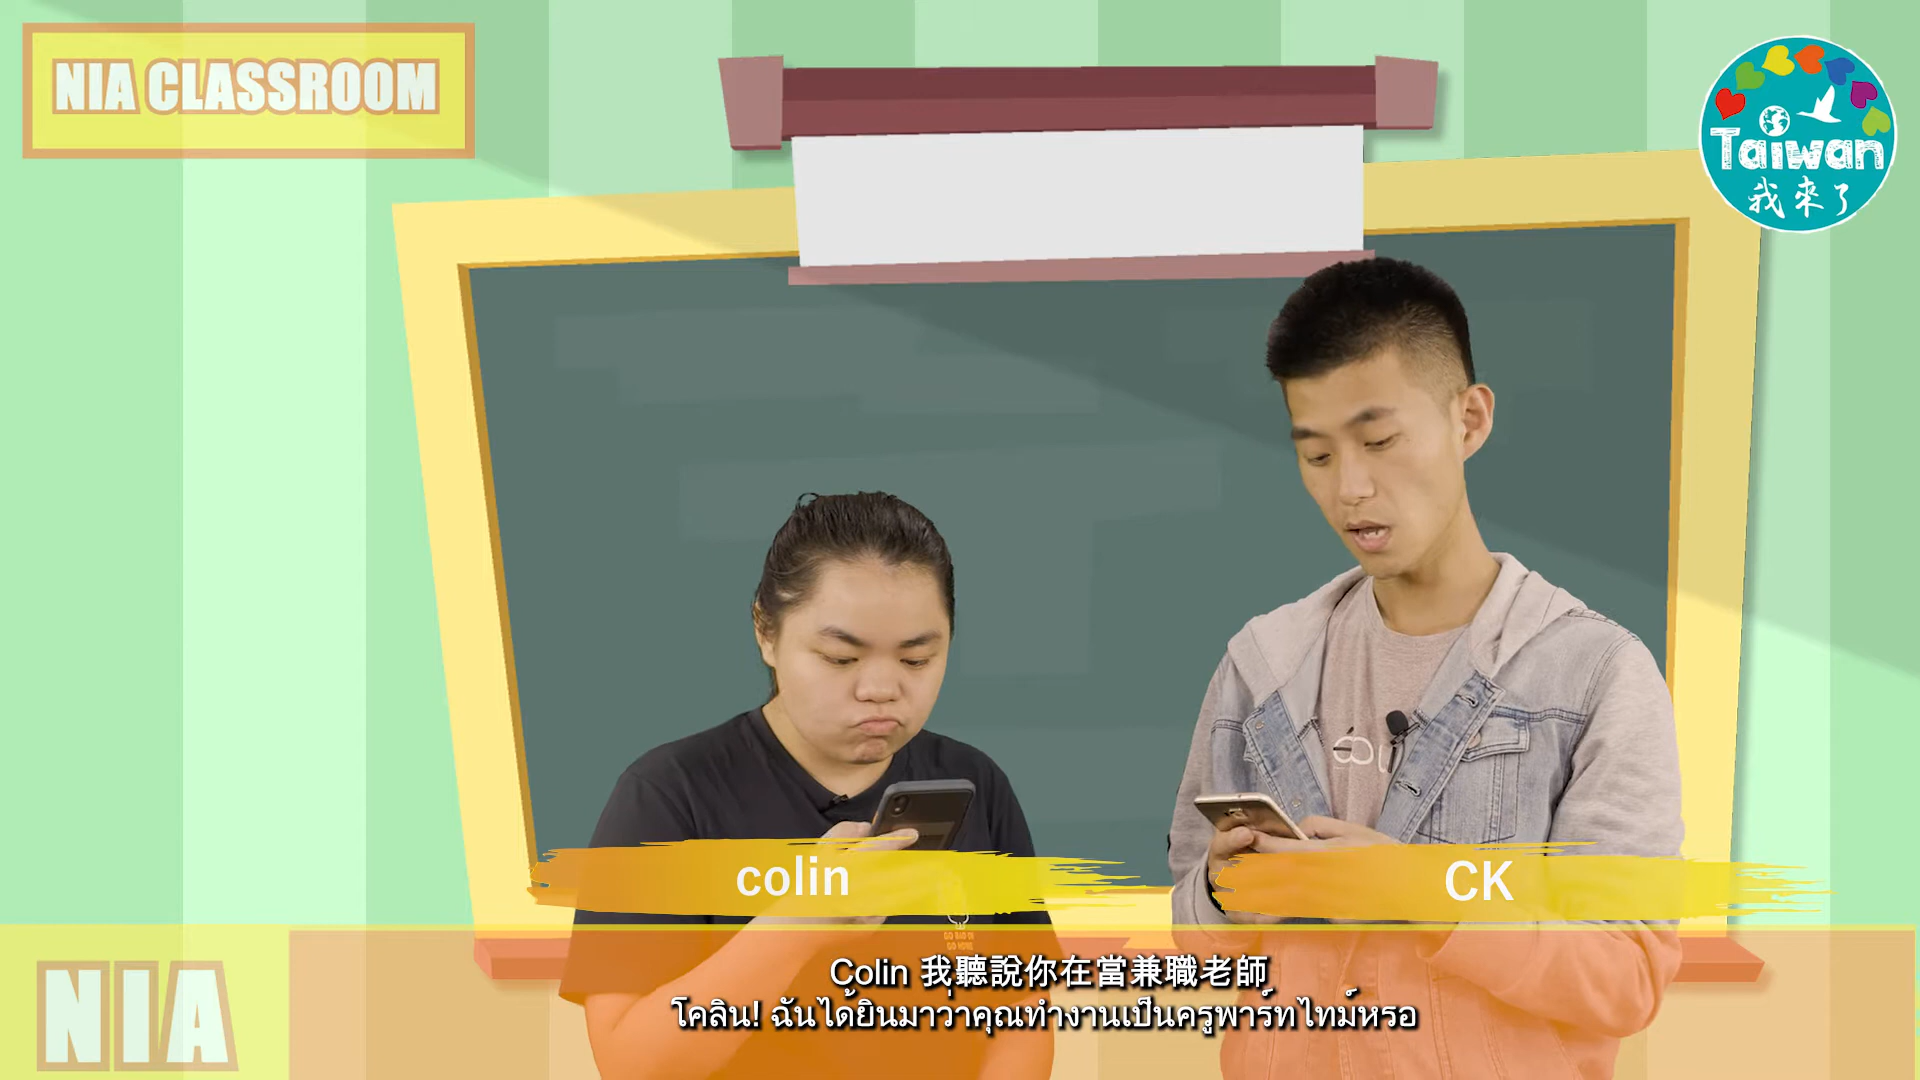 NIA CLASSROOM
Taiwan
我來了
colin
CK
Colin 我聽說你在當兼職老師
โคลิน! ฉันได้ยินมาว่าคุณทำงานเป็นครูพาร์ทไทม์หรอ
NIA